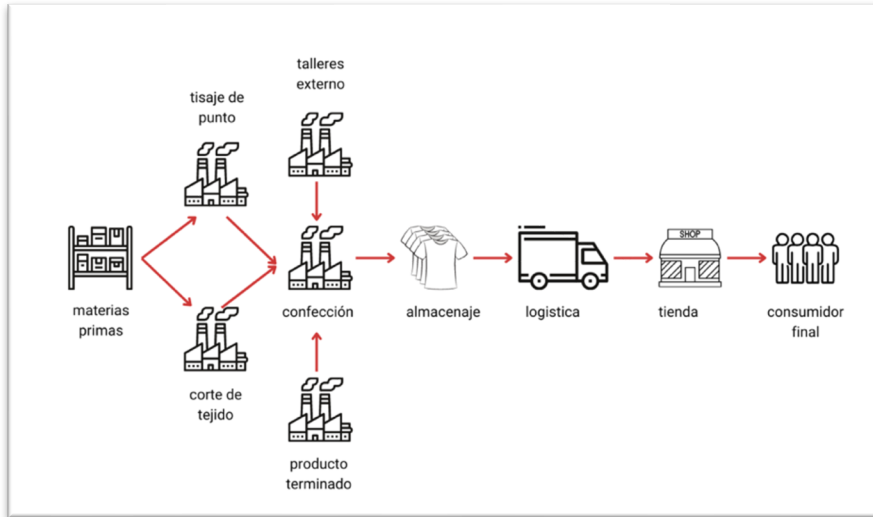 talleres
externo
tisaje de
punto
SHOP
materias
primas
confección
almacenaje
logistica
tienda
consumidor
final
corte de
tejido
producto
terminado